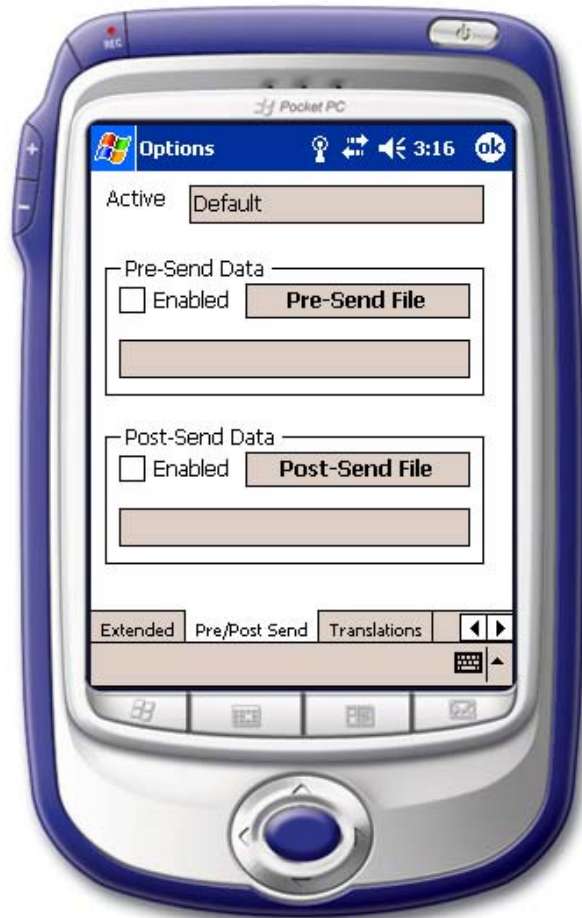 REC
Pocket PC
Options 3:16 ok
Active Default
Pre-Send Data
Enabled Pre-Send File
Post-Send Data
Enabled Post-Send File
Extended Pre/Post Send Translations